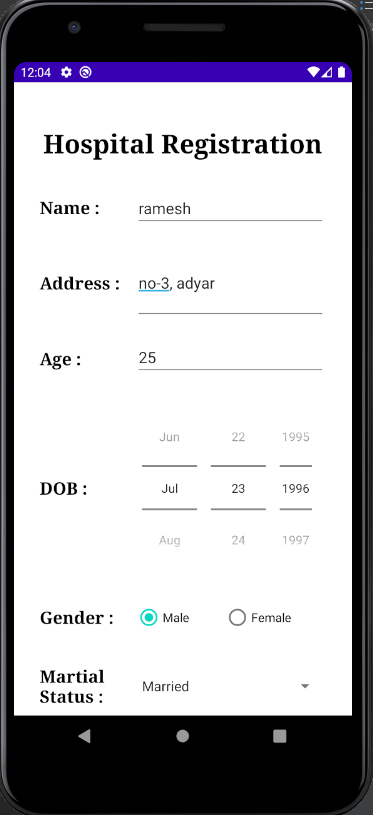 12:04
Hospital Registration
Name : ramesh
Address : no-3, adyar
Age : 25
Jun 22 1995
DOB : Jul 23 1996
Aug 24 1997
Gender : Male Female
Martial
Status : Married